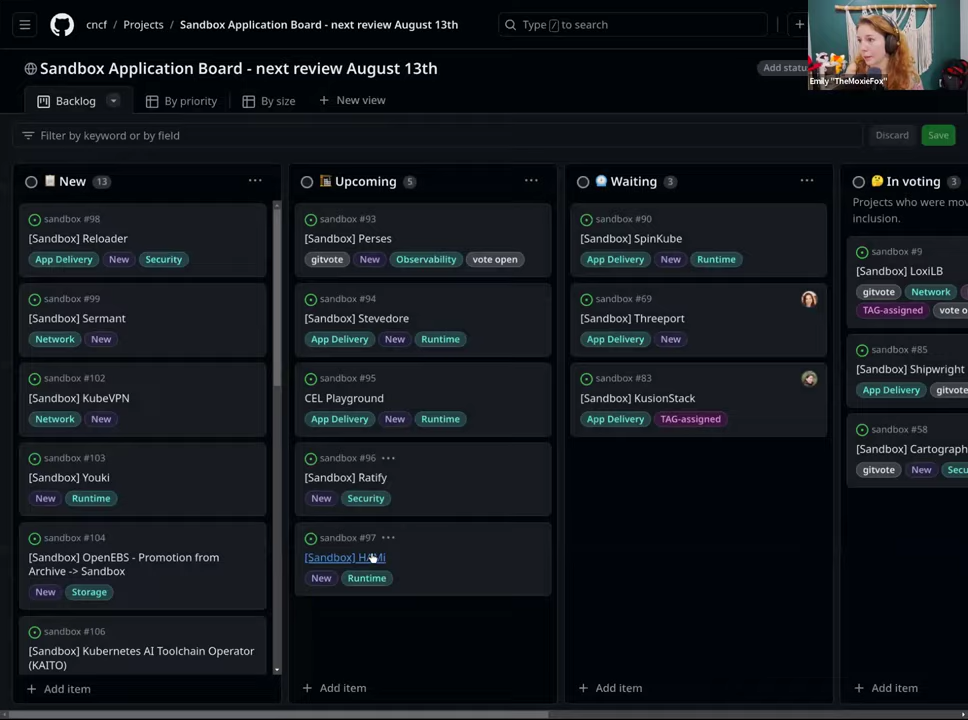 cncf / Projects / Sandbox Application Board - next review August 13th
Type / to search
Sandbox Application Board - next review August 13th
Add statu
Emily "TheMoxieFox"
Backlog
By priority
By size
New view
Filter by keyword or by field
Discard
Save
New 13
sandbox #98
[Sandbox] Reloader
App Delivery New Security
sandbox #99
[Sandbox] Sermant
Network New
sandbox #102
[Sandbox] KubeVPN
Network New
sandbox #103
[Sandbox] Youki
New Runtime
sandbox #104
[Sandbox] OpenEBS - Promotion from
Archive -> Sandbox
New Storage
sandbox #106
[Sandbox] Kubernetes AI Toolchain Operator
(KAITO)
+ Add item
Upcoming 5
sandbox #93
[Sandbox] Perses
gitvote New Observability vote open
sandbox #94
[Sandbox] Stevedore
App Delivery New Runtime
sandbox #95
CEL Playground
App Delivery New Runtime
sandbox #96
[Sandbox] Ratify
New Security
sandbox #97
[Sandbox] HAMi
New Runtime
+ Add item
Waiting 3
sandbox #90
[Sandbox] SpinKube
App Delivery New Runtime
sandbox #69
[Sandbox] Threeport
App Delivery New
sandbox #83
[Sandbox] KusionStack
App Delivery TAG-assigned
+ Add item
In voting 3
Projects who were mov
inclusion.
sandbox #9
[Sandbox] LoxiLB
gitvote Network
TAG-assigned vote o
sandbox #85
[Sandbox] Shipwright
App Delivery gitvote
sandbox #58
[Sandbox] Cartograph
gitvote New Secu
+ Add item